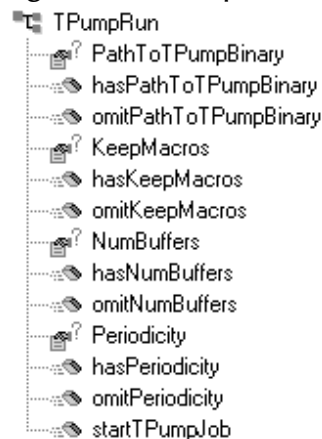 TPumpRun
? PathToTPumpBinary
hasPathToTPumpBinary
omitPathToTPumpBinary
? KeepMacros
hasKeepMacros
omitKeepMacros
? NumBuffers
hasNumBuffers
omitNumBuffers
? Periodicity
hasPeriodicity
omitPeriodicity
startTPumpJob